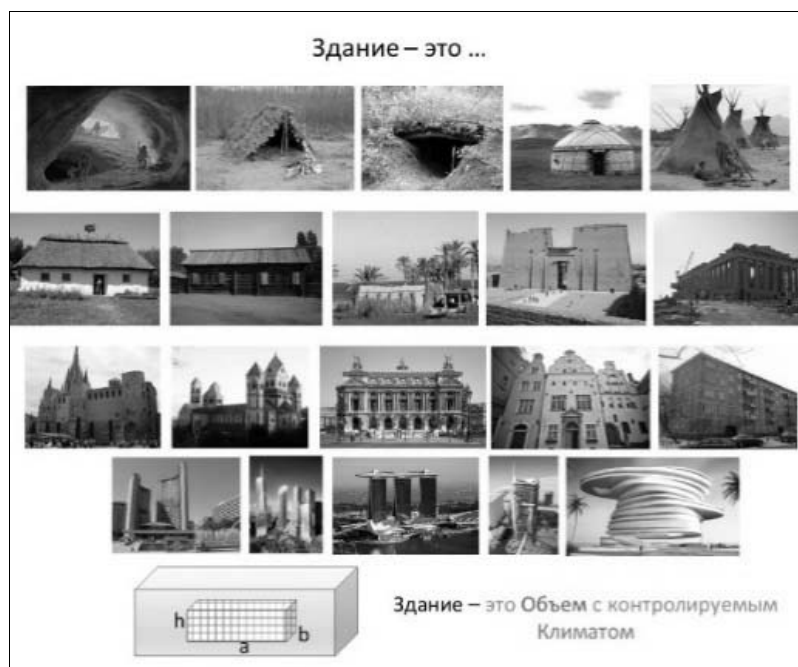 Здание – это ...
h
b
a
Здание – это Объем с контролируемым
Климатом